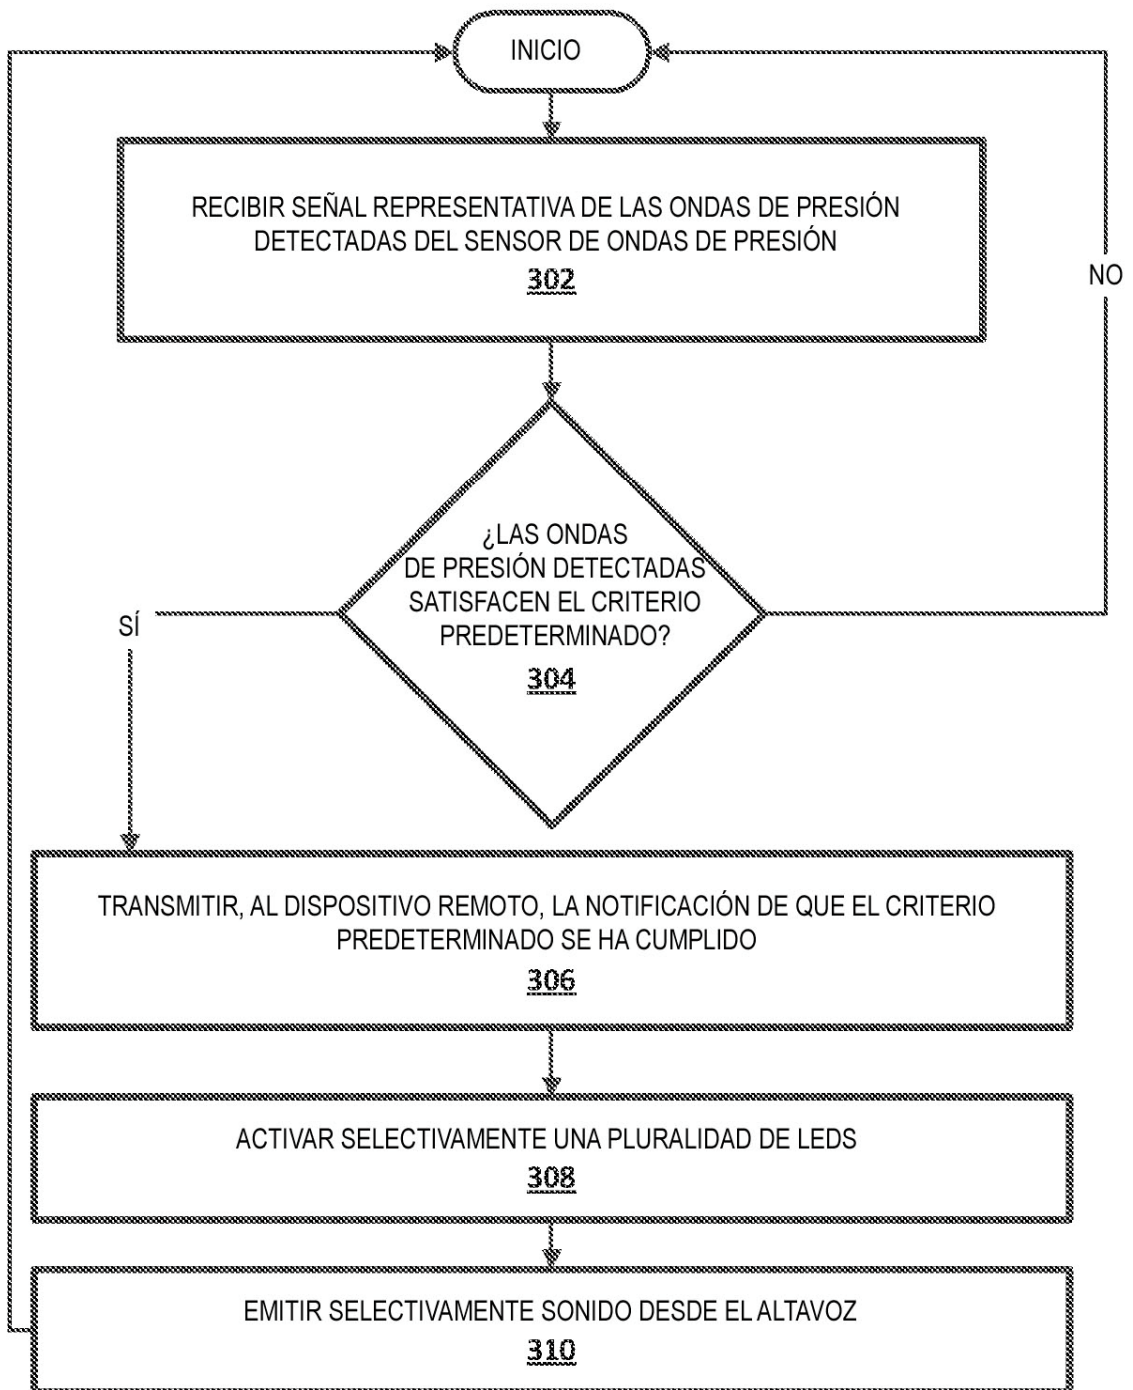 INICIO
RECIBIR SEÑAL REPRESENTATIVA DE LAS ONDAS DE PRESIÓN
DETECTADAS DEL SENSOR DE ONDAS DE PRESIÓN
302
NO
¿LAS ONDAS
DE PRESIÓN DETECTADAS
SATISFACEN EL CRITERIO
PREDETERMINADO?
304
SÍ
TRANSMITIR, AL DISPOSITIVO REMOTO, LA NOTIFICACIÓN DE QUE EL CRITERIO
PREDETERMINADO SE HA CUMPLIDO
306
ACTIVAR SELECTIVAMENTE UNA PLURALIDAD DE LEDS
308
EMITIR SELECTIVAMENTE SONIDO DESDE EL ALTAVOZ
310